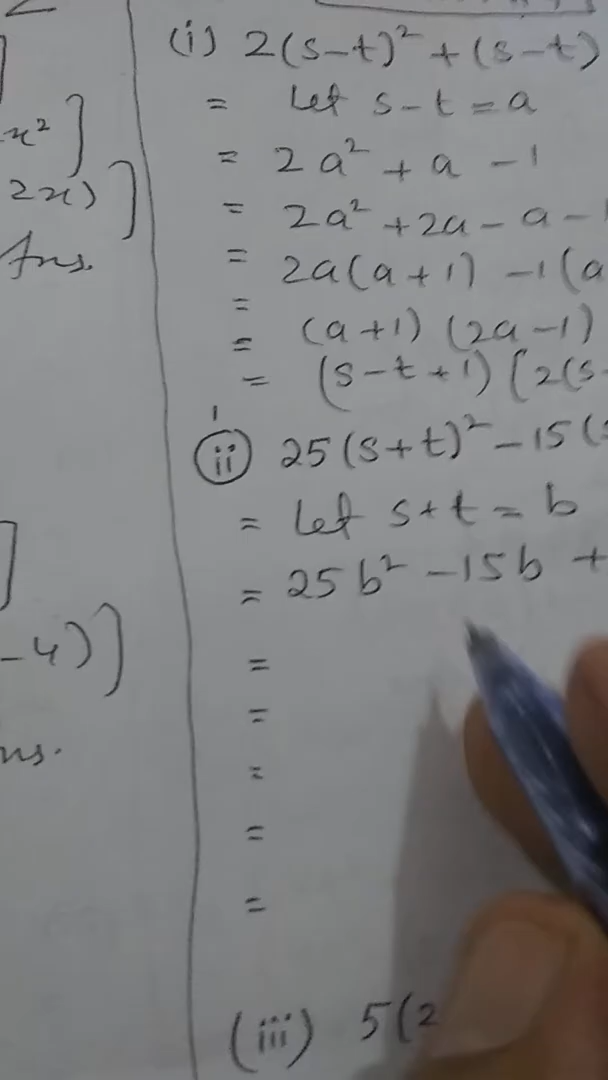 x²]
2x)]
Ans.
]
-4)]
ns.
(i) 2(s-t)² + (s-t)
= Let s-t = a
= 2a² + a - 1
= 2a² + 2a - a - 1
= 2a(a+1) - 1(a
=
= (a+1) (2a-1)
= (s-t+1) [2(s-
(ii) 25(s+t)² - 15(s
= Let s+t = b
= 25b² - 15b +
=
=
=
=
=
(iii) 5(2